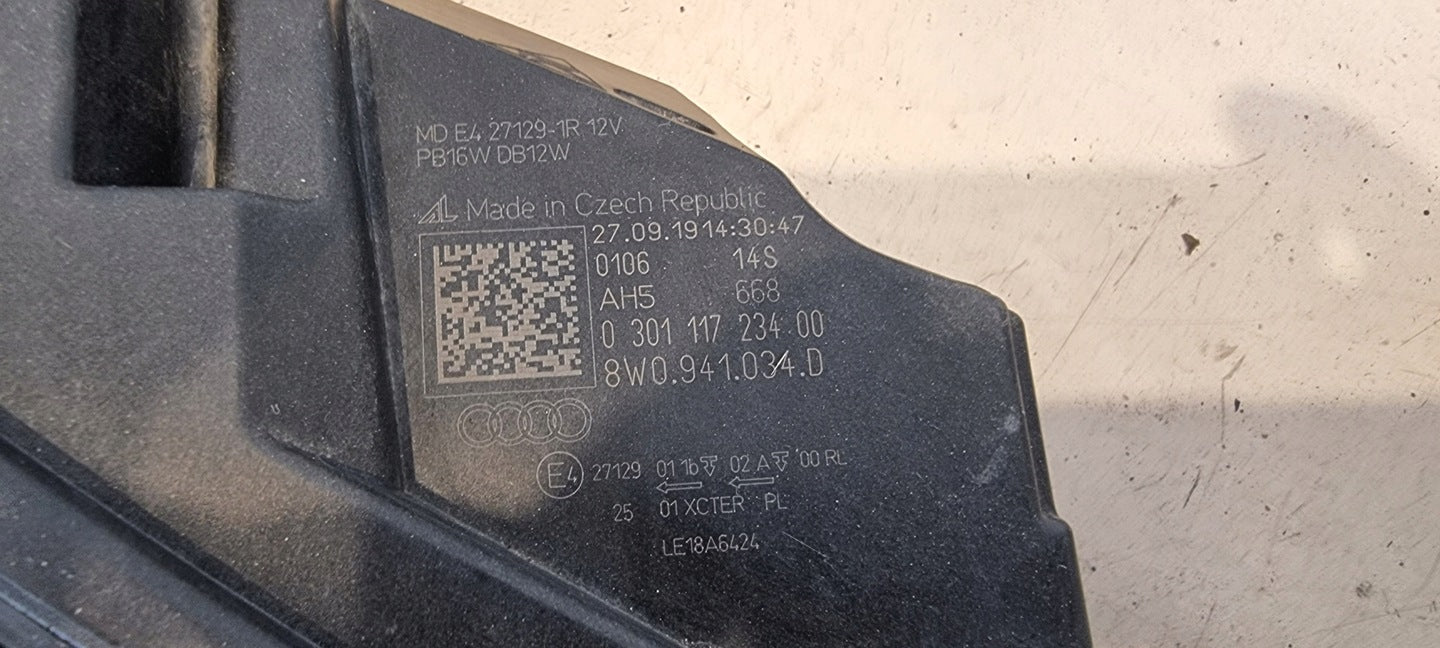 MD E4 27129-1R 12V
PB16W DB12W
AL Made in Czech Republic
27.09.19 14:30:47
0106 14S
AH5 668
0 301 117 234 00
8W0.941.034.D
E4 27129 01 1b 02 A 00 RL
25 01 XCTER PL
LE18A6424